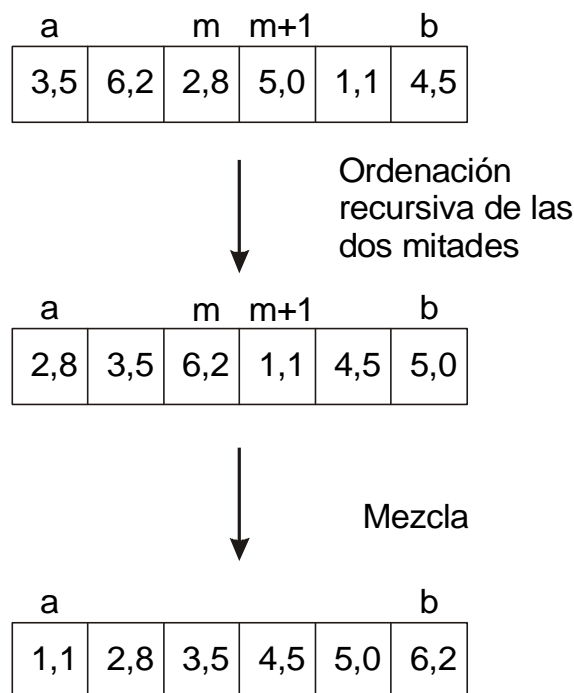 a m m+1 b
3,5 6,2 2,8 5,0 1,1 4,5
Ordenación
recursiva de las
dos mitades
a m m+1 b
2,8 3,5 6,2 1,1 4,5 5,0
Mezcla
a b
1,1 2,8 3,5 4,5 5,0 6,2